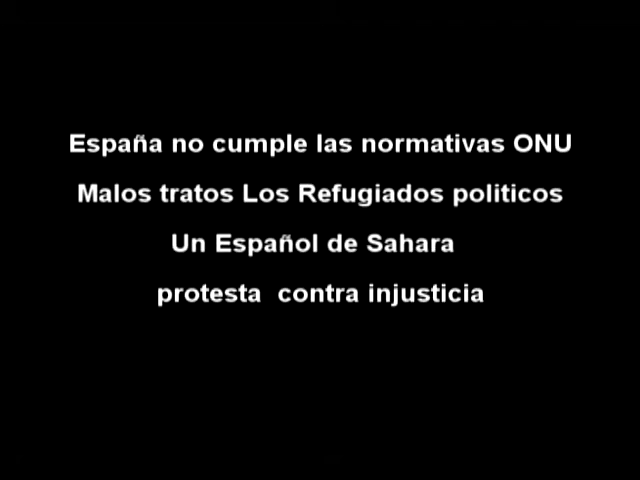 España no cumple las normativas ONU
Malos tratos Los Refugiados politicos
Un Español de Sahara
protesta contra injusticia